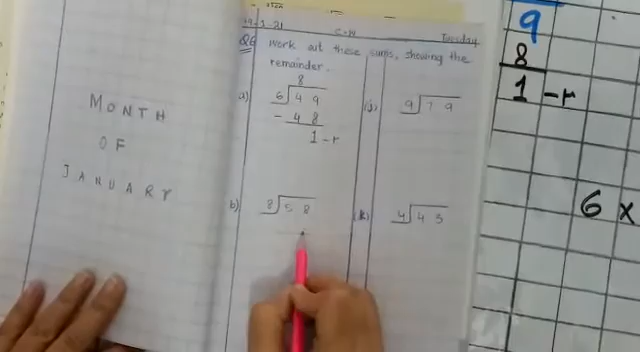 MONTH
OF
JANUARY
Tuesday
Q6 Work out these sums, showing the
remainder.
a)
8
6 4 9
- 4 8
1 - r
b)
8 5 8
(j)
9 7 9
(k)
4 4 5
9
8
1 - r
6 x